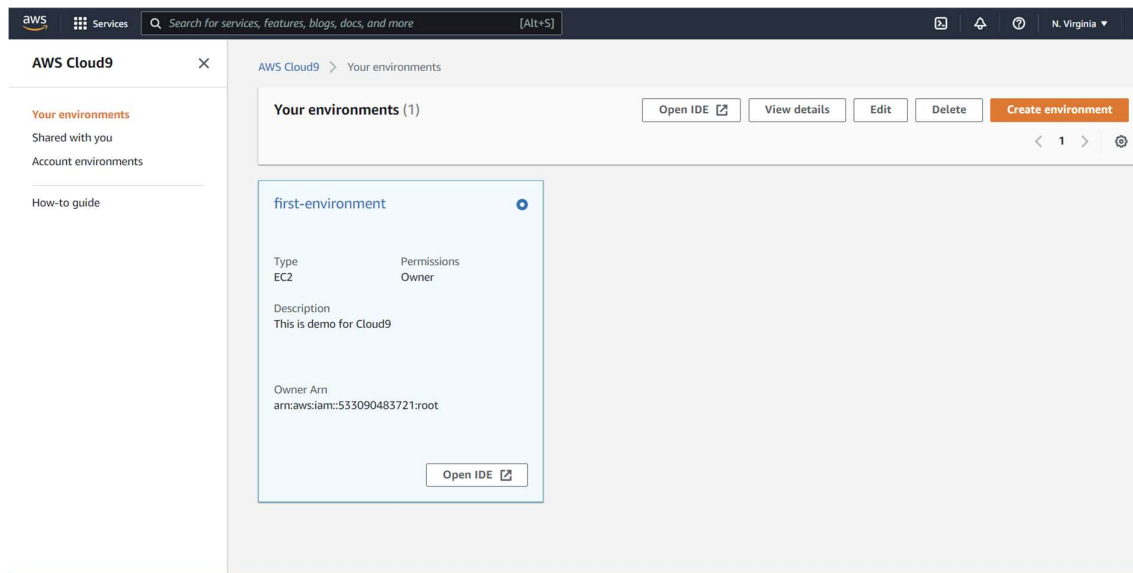 aws Services Search for services, features, blogs, docs, and more [Alt+S] N. Virginia
AWS Cloud9
Your environments
Shared with you
Account environments
How-to guide
AWS Cloud9 > Your environments
Your environments (1) Open IDE View details Edit Delete Create environment
< 1 >
first-environment
Type Permissions
EC2 Owner
Description
This is demo for Cloud9
Owner Arn
arn:aws:iam::533090483721:root
Open IDE